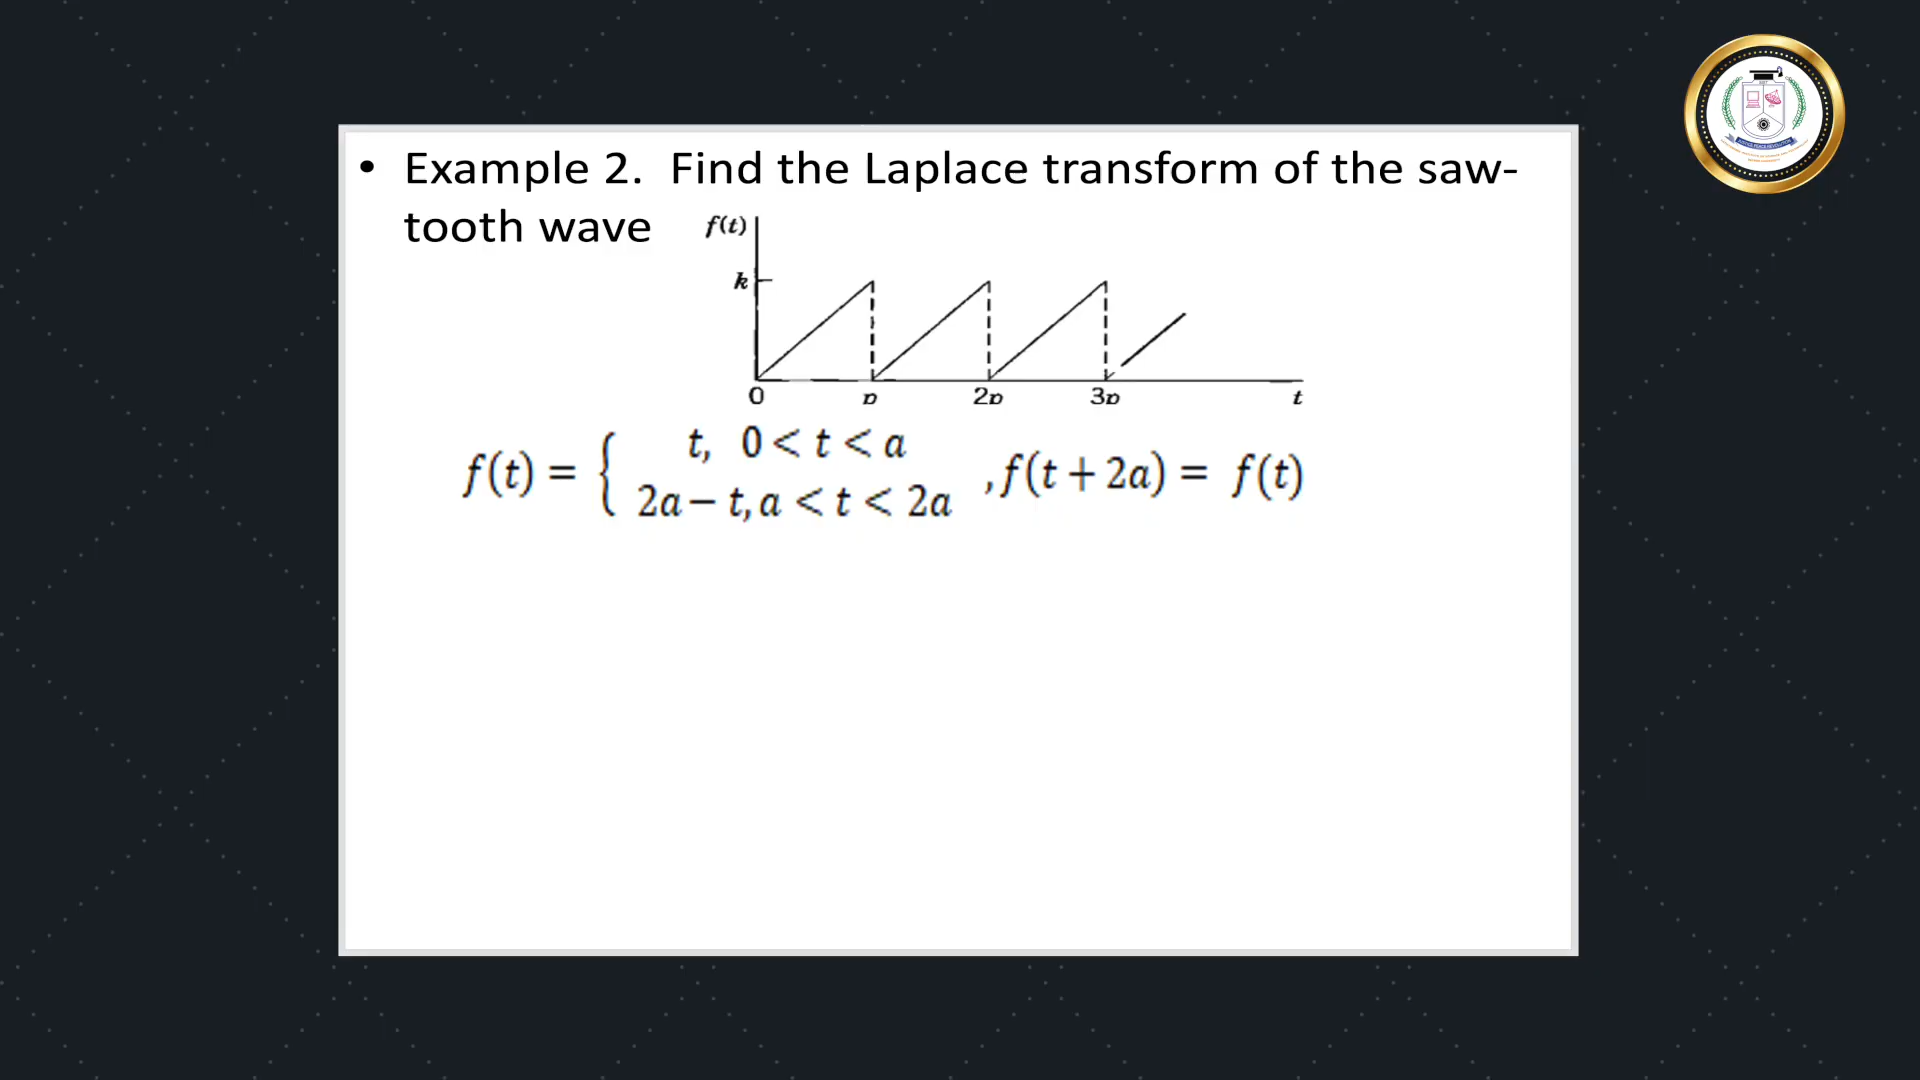 • Example 2. Find the Laplace transform of the saw-
tooth wave
f(t)
k
0 p 2p 3p t
f(t) = { t, 0 < t < a
2a − t, a < t < 2a , f(t + 2a) = f(t)